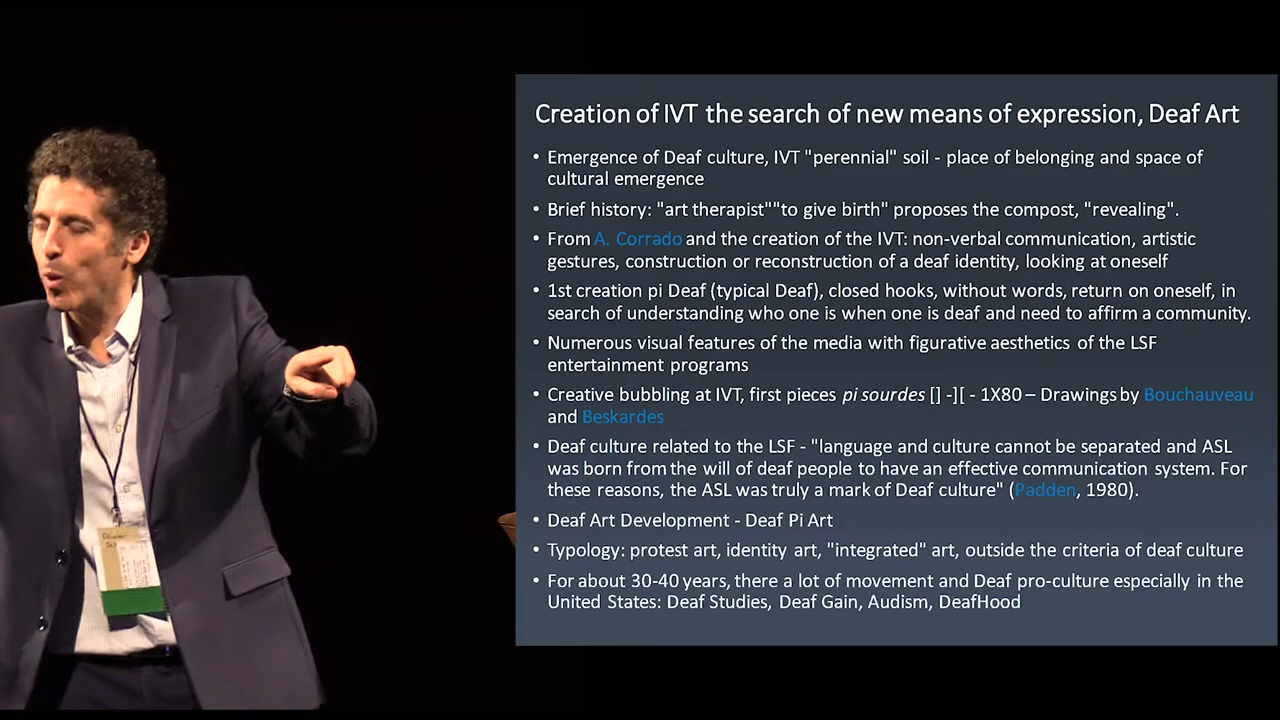 Creation of IVT the search of new means of expression, Deaf Art
• Emergence of Deaf culture, IVT "perennial" soil - place of belonging and space of
cultural emergence
• Brief history: "art therapist""to give birth" proposes the compost, "revealing".
• From A. Corrado and the creation of the IVT: non-verbal communication, artistic
gestures, construction or reconstruction of a deaf identity, looking at oneself
• 1st creation pi Deaf (typical Deaf), closed hooks, without words, return on oneself, in
search of understanding who one is when one is deaf and need to affirm a community.
• Numerous visual features of the media with figurative aesthetics of the LSF
entertainment programs
• Creative bubbling at IVT, first pieces pi sourdes [] -][ - 1X80 – Drawings by Bouchauveau
and Beskardes
• Deaf culture related to the LSF - "language and culture cannot be separated and ASL
was born from the will of deaf people to have an effective communication system. For
these reasons, the ASL was truly a mark of Deaf culture" (Padden, 1980).
• Deaf Art Development - Deaf Pi Art
• Typology: protest art, identity art, "integrated" art, outside the criteria of deaf culture
• For about 30-40 years, there a lot of movement and Deaf pro-culture especially in the
United States: Deaf Studies, Deaf Gain, Audism, DeafHood